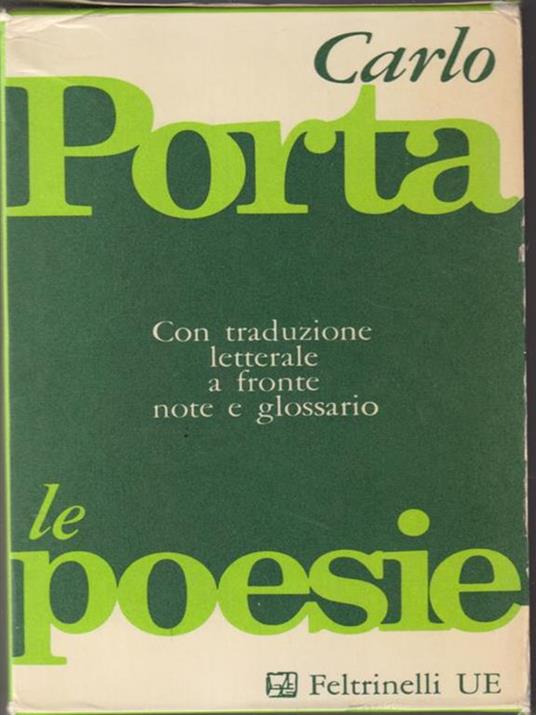 Carlo
Porta
Con traduzione
letterale
a fronte
note e glossario
le
poesie
Feltrinelli UE